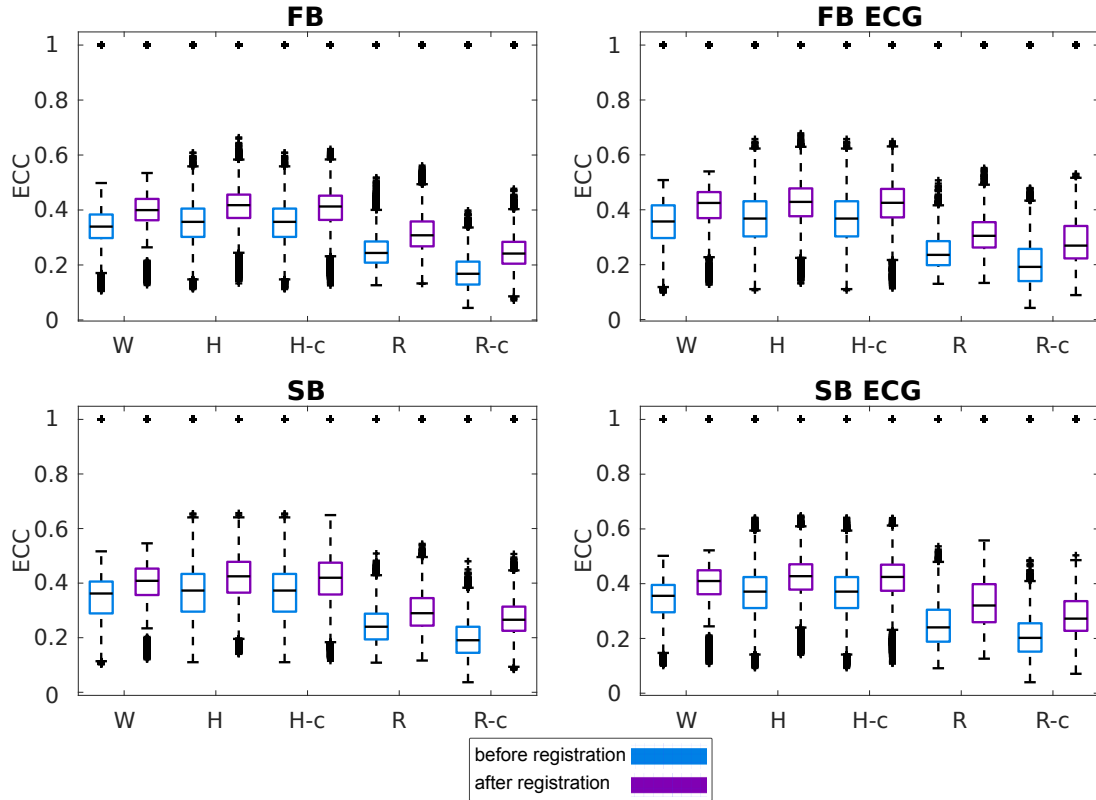 FB
FB ECG
1
0.8
0.6
0.4
0.2
0
ECC
W H H-c R R-c
1
0.8
0.6
0.4
0.2
0
ECC
W H H-c R R-c
SB
SB ECG
1
0.8
0.6
0.4
0.2
0
ECC
W H H-c R R-c
1
0.8
0.6
0.4
0.2
0
ECC
W H H-c R R-c
before registration
after registration